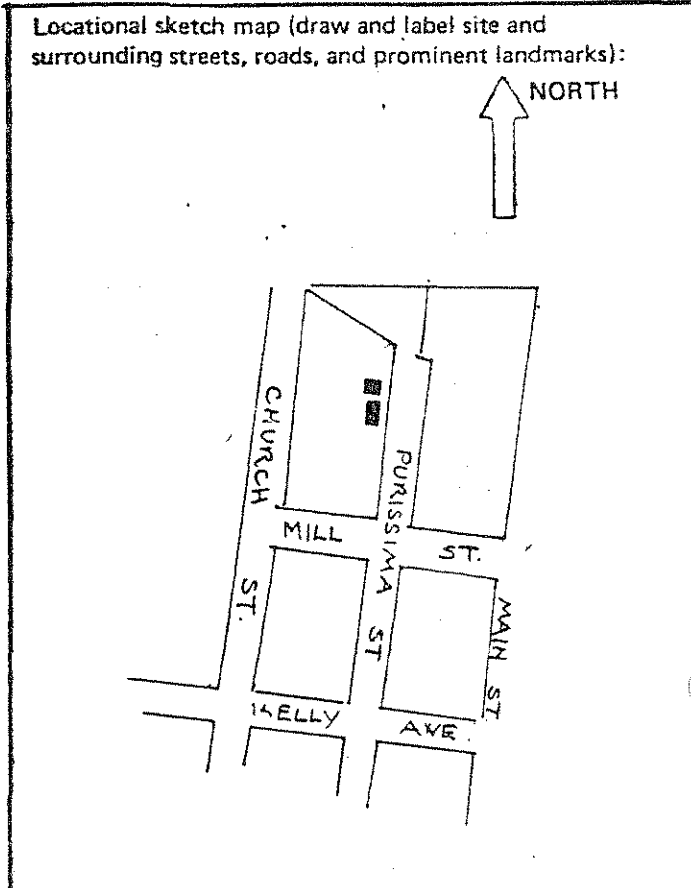 Locational sketch map (draw and label site and
surrounding streets, roads, and prominent landmarks):
NORTH
CHURCH ST.
PURISSIMA ST
MILL ST.
MAIN ST.
KELLY AVE.